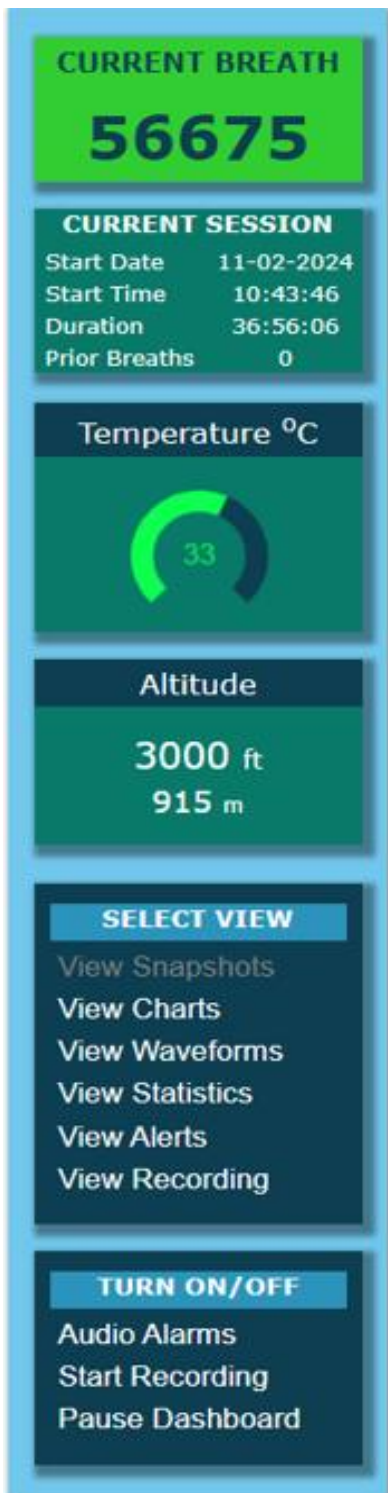 CURRENT BREATH
56675
CURRENT SESSION
Start Date 11-02-2024
Start Time 10:43:46
Duration 36:56:06
Prior Breaths 0
Temperature ⁰C
33
Altitude
3000 ft
915 m
SELECT VIEW
View Snapshots
View Charts
View Waveforms
View Statistics
View Alerts
View Recording
TURN ON/OFF
Audio Alarms
Start Recording
Pause Dashboard